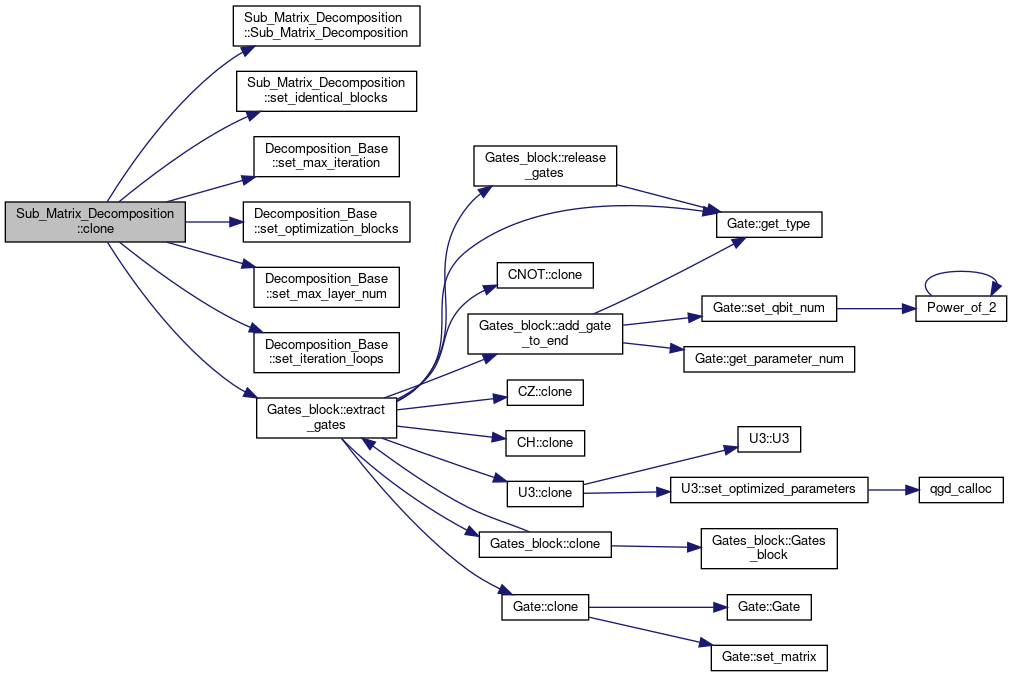 Sub_Matrix_Decomposition
::clone
Sub_Matrix_Decomposition
::Sub_Matrix_Decomposition
Sub_Matrix_Decomposition
::set_identical_blocks
Decomposition_Base
::set_max_iteration
Decomposition_Base
::set_optimization_blocks
Decomposition_Base
::set_max_layer_num
Decomposition_Base
::set_iteration_loops
Gates_block::extract
_gates
Gates_block::release
_gates
CNOT::clone
Gates_block::add_gate
_to_end
CZ::clone
CH::clone
U3::clone
Gates_block::clone
Gate::clone
Gate::get_type
Gate::set_qbit_num
Gate::get_parameter_num
U3::U3
U3::set_optimized_parameters
Gates_block::Gates
_block
Gate::Gate
Gate::set_matrix
Power_of_2
qgd_calloc